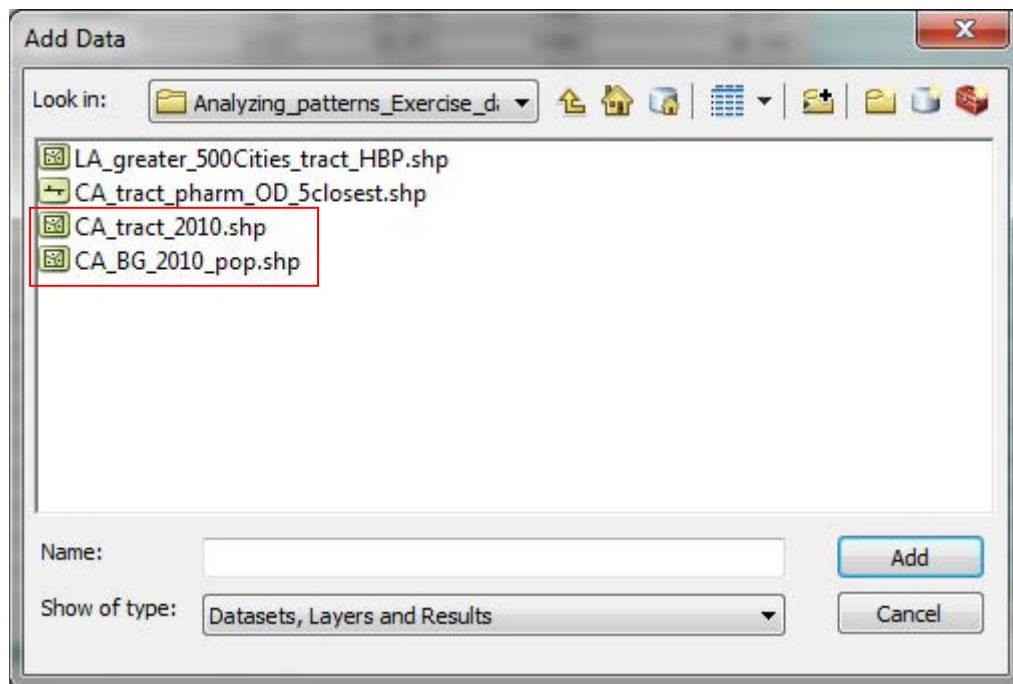 Add Data
Look in: Analyzing_patterns_Exercise_d
LA_greater_500Cities_tract_HBP.shp
CA_tract_pharm_OD_5closest.shp
CA_tract_2010.shp
CA_BG_2010_pop.shp
Name:
Add
Show of type: Datasets, Layers and Results
Cancel